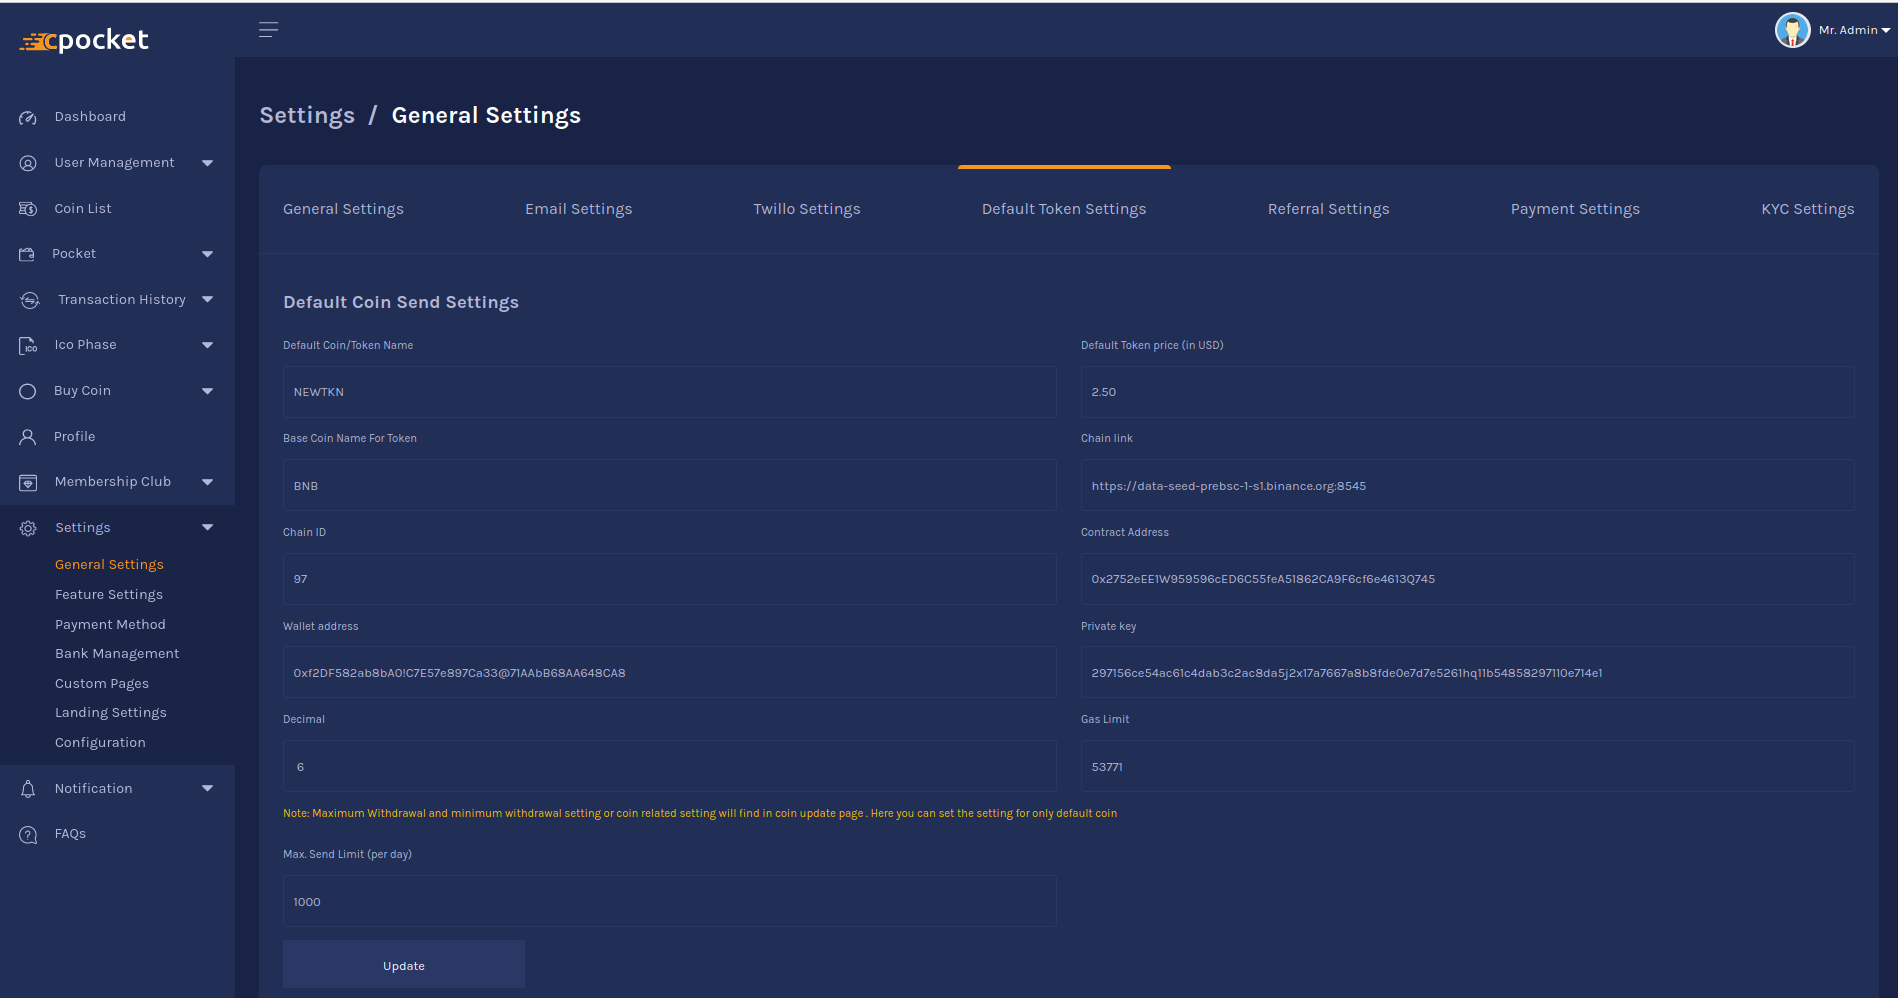 cpocket
Mr. Admin
Dashboard
User Management
Coin List
Pocket
Transaction History
Ico Phase
Buy Coin
Profile
Membership Club
Settings
General Settings
Feature Settings
Payment Method
Bank Management
Custom Pages
Landing Settings
Configuration
Notification
FAQs
Settings / General Settings
General Settings Email Settings Twillo Settings Default Token Settings Referral Settings Payment Settings KYC Settings
Default Coin Send Settings
Default Coin/Token Name Default Token price (in USD)
NEWTKN 2.50
Base Coin Name For Token Chain link
BNB https://data-seed-prebsc-1-s1.binance.org:8545
Chain ID Contract Address
97 0x2752eEE1W959596cED6C55feA51862CA9F6cf6e4613Q745
Wallet address Private key
0xf2DF582ab8bA0!C7E57e897Ca33@71AAbB68AA648CA8 297156ce54ac61c4dab3c2ac8da5j2x17a7667a8b8fde0e7d7e5261hq11b54858297110e714e1
Decimal Gas Limit
6 53771
Note: Maximum Withdrawal and minimum withdrawal setting or coin related setting will find in coin update page . Here you can set the setting for only default coin
Max. Send Limit (per day)
1000
Update